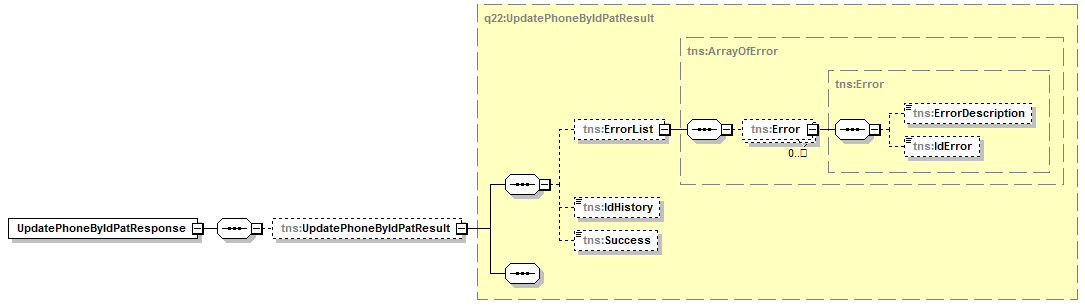 q22:UpdatePhoneByIdPatResult
tns:ArrayOfError
tns:Error
tns:ErrorDescription
tns:ErrorList
tns:Error
0..
tns:IdError
tns:IdHistory
UpdatePhoneByIdPatResponse
tns:UpdatePhoneByIdPatResult
tns:Success